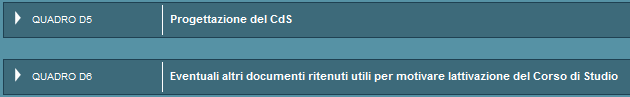 QUADRO D5 Progettazione del CdS
QUADRO D6 Eventuali altri documenti ritenuti utili per motivare lattivazione del Corso di Studio